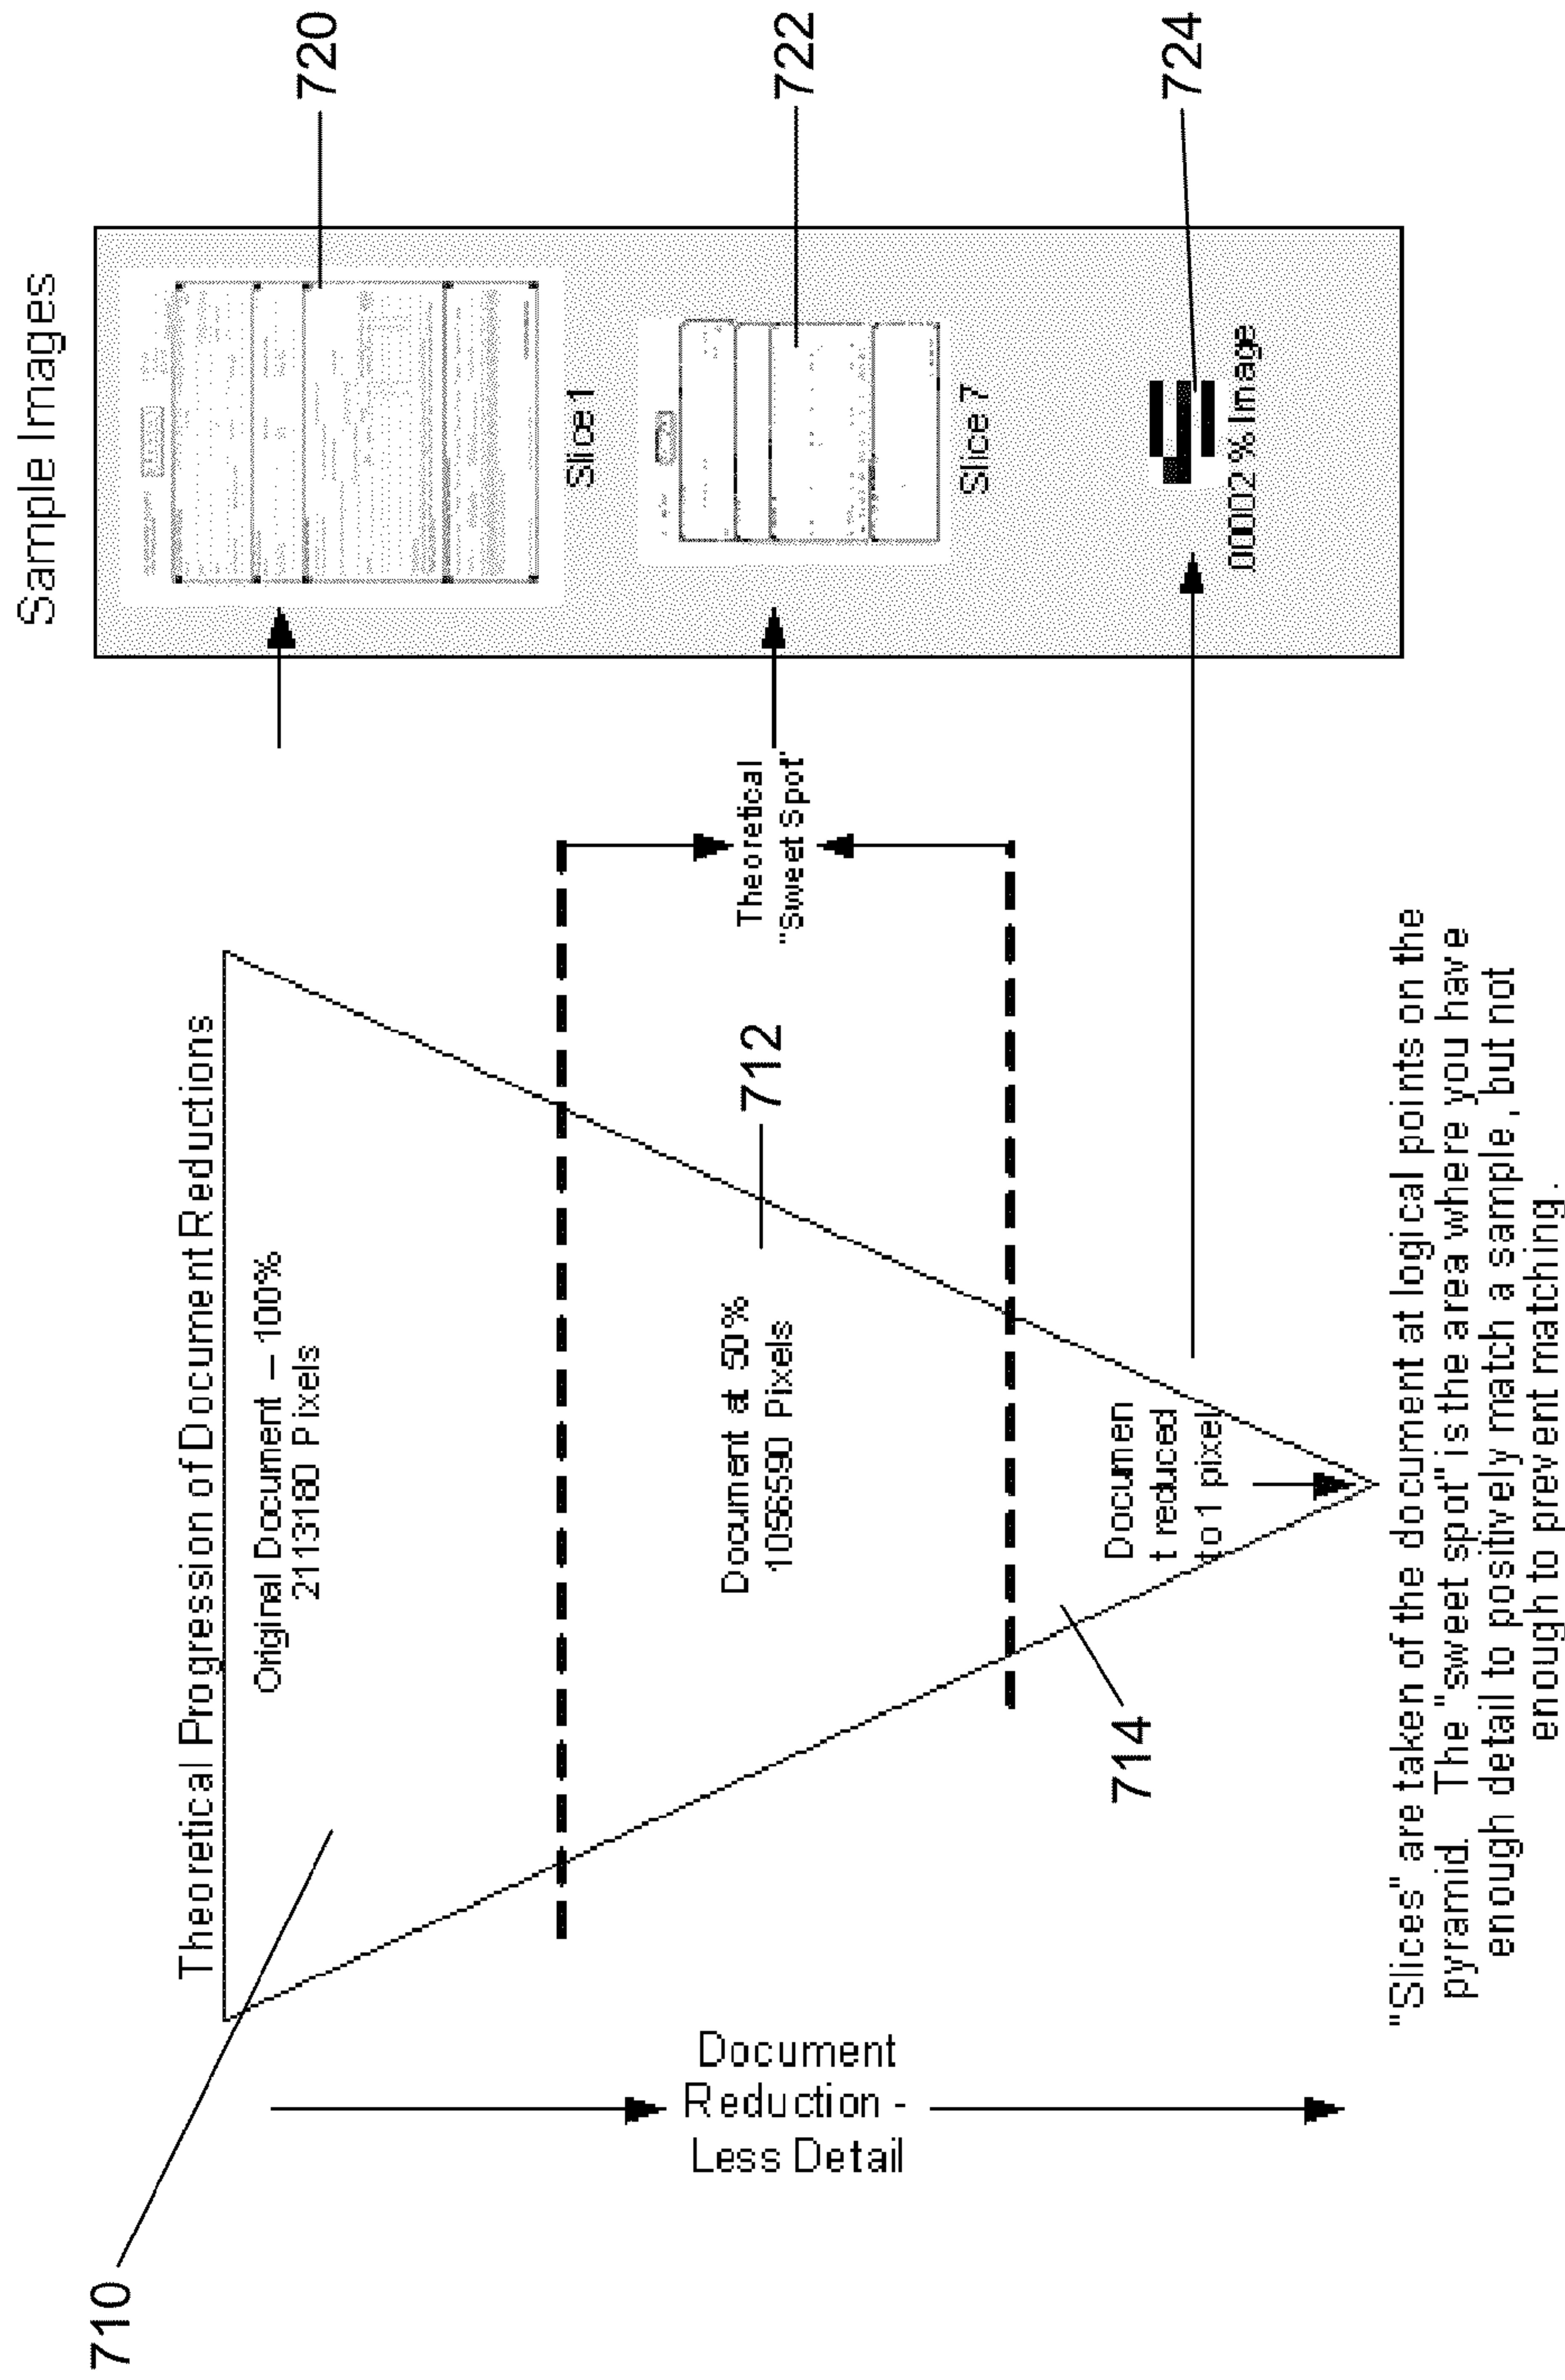 Sample Images
Theoretical Progression of Document Reductions
Original Document – 100%
2113180 Pixels
710
720
Slice 1
Document at 50%
1056590 Pixels
712
Theoretical
"Sweet Spot"
722
Slice 7
Document
Reduction -
Less Detail
Documen
t reduced
to 1 pixel
714
724
.00002 % Image
"Slices" are taken of the document at logical points on the
pyramid. The "sweet spot" is the area where you have
enough detail to positively match a sample, but not
enough to prevent matching.